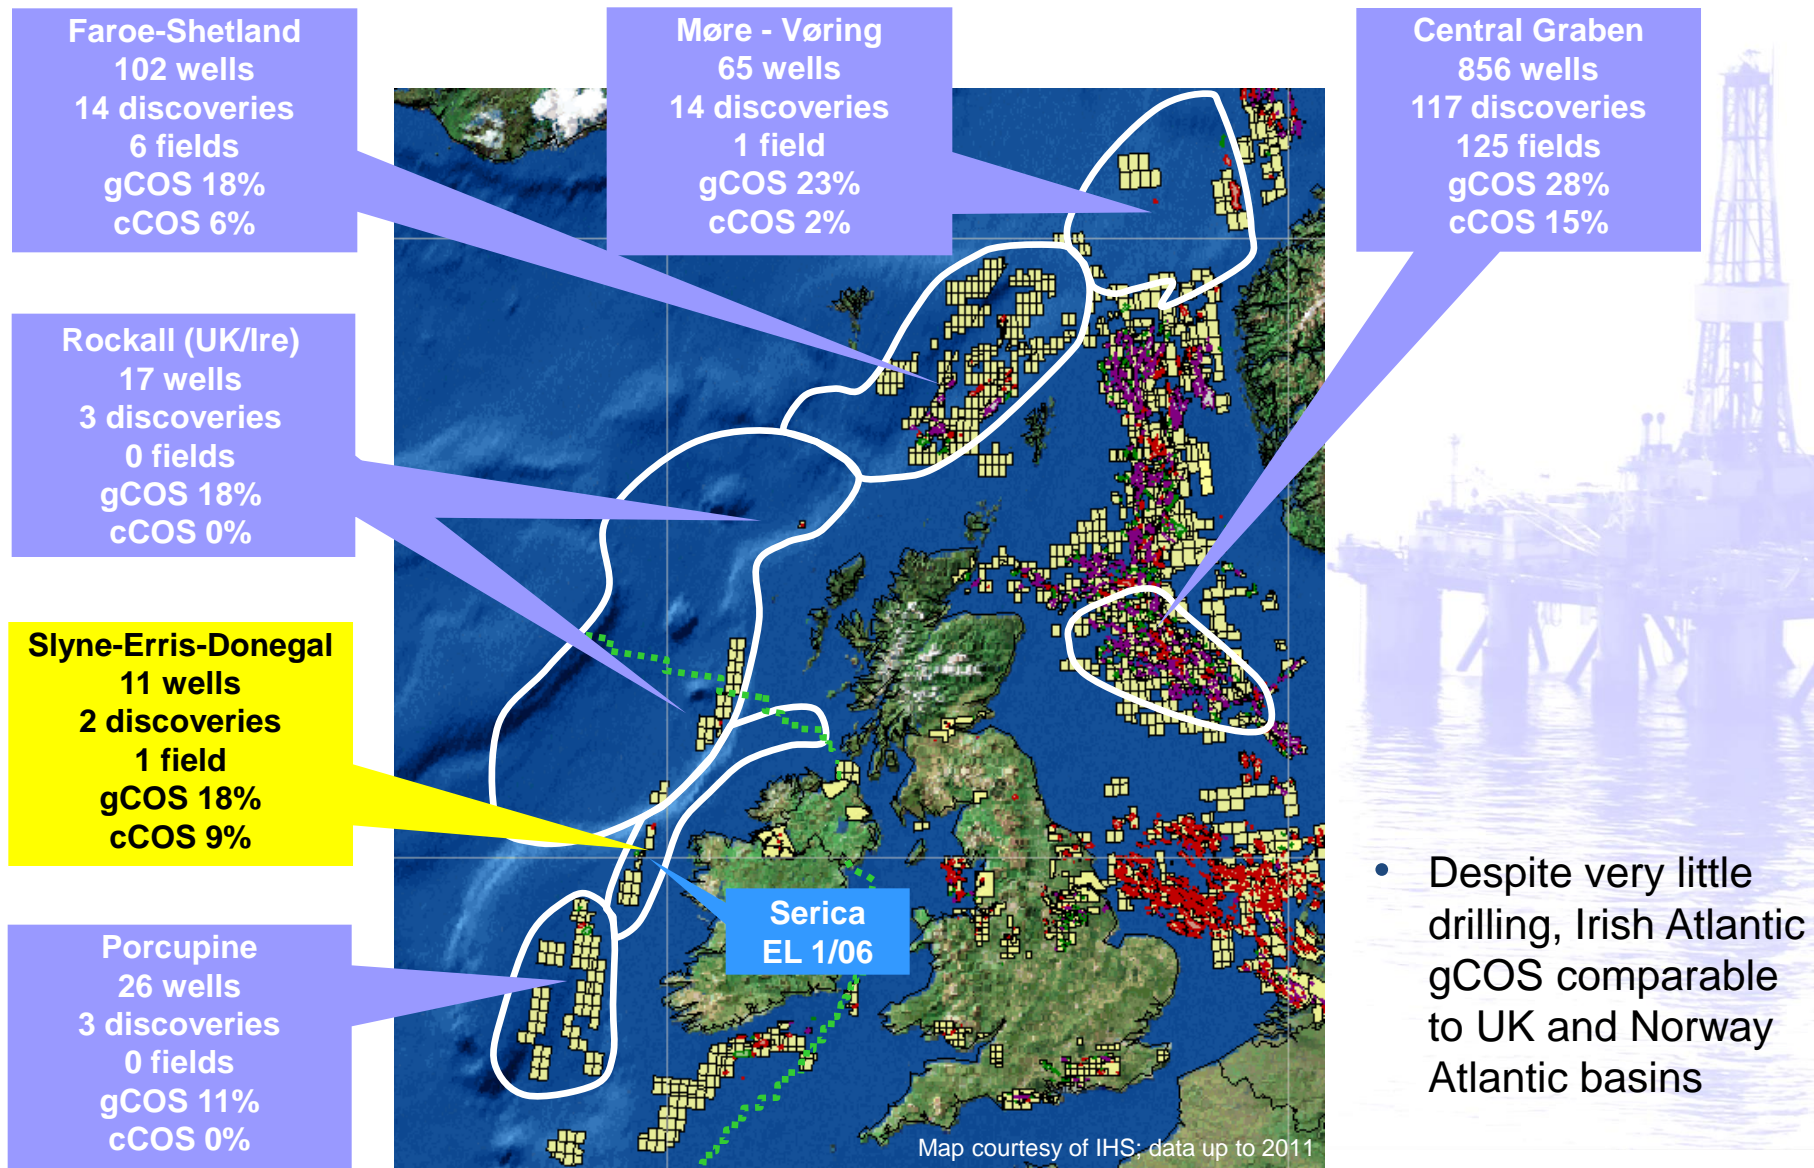 Faroe-Shetland
102 wells
14 discoveries
6 fields
gCOS 18%
cCOS 6%
Møre - Vøring
65 wells
14 discoveries
1 field
gCOS 23%
cCOS 2%
Central Graben
856 wells
117 discoveries
125 fields
gCOS 28%
cCOS 15%
Rockall (UK/Ire)
17 wells
3 discoveries
0 fields
gCOS 18%
cCOS 0%
Slyne-Erris-Donegal
11 wells
2 discoveries
1 field
gCOS 18%
cCOS 9%
Porcupine
26 wells
3 discoveries
0 fields
gCOS 11%
cCOS 0%
Serica
EL 1/06
• Despite very little
drilling, Irish Atlantic
gCOS comparable
to UK and Norway
Atlantic basins
Map courtesy of IHS; data up to 2011